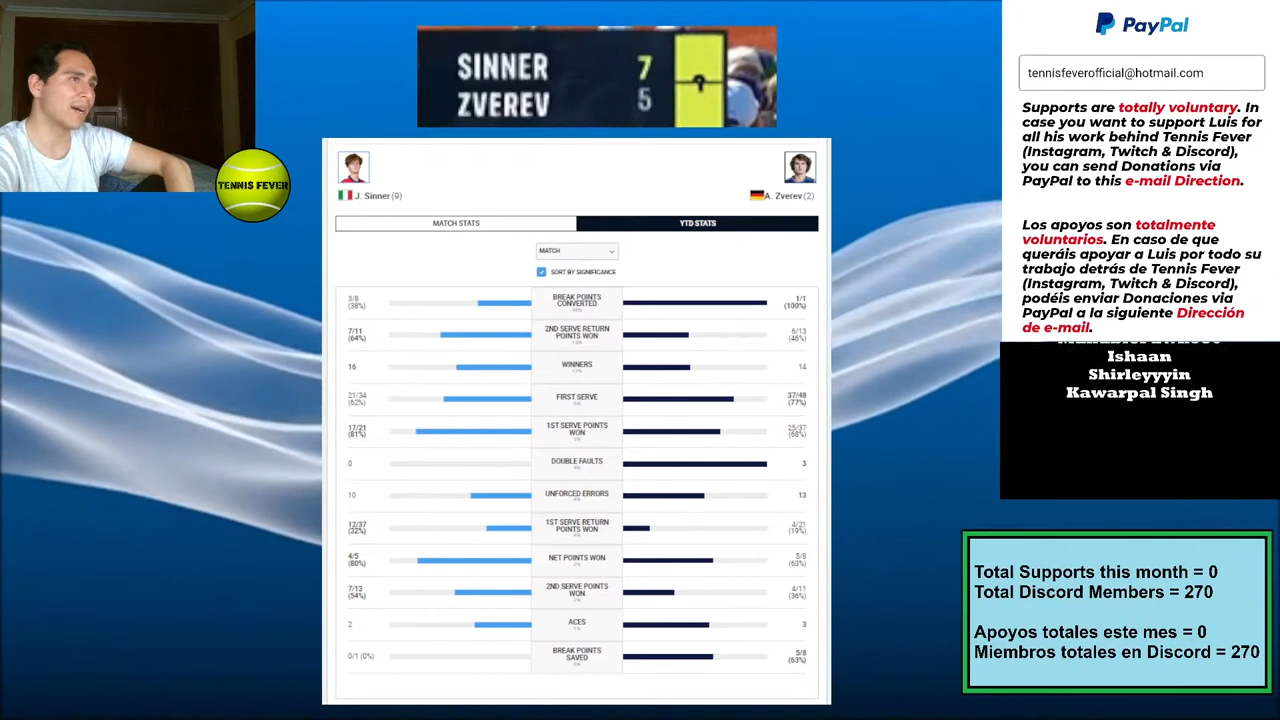 SINNER 7
ZVEREV 5
TENNIS FEVER
J. Sinner (9)
A. Zverev (2)
MATCH STATS
YTD STATS
MATCH
SORT BY SIGNIFICANCE
3/8
(38%)
BREAK POINTS
CONVERTED
1/1
(100%)
7/11
(64%)
2ND SERVE RETURN
POINTS WON
6/13
(46%)
16
WINNERS
14
21/34
(62%)
FIRST SERVE
37/48
(77%)
17/21
(81%)
1ST SERVE POINTS
WON
25/37
(68%)
0
DOUBLE FAULTS
3
10
UNFORCED ERRORS
13
12/37
(32%)
1ST SERVE RETURN
POINTS WON
4/21
(19%)
4/5
(80%)
NET POINTS WON
5/8
(63%)
7/13
(54%)
2ND SERVE POINTS
WON
4/11
(36%)
2
ACES
3
0/1 (0%)
BREAK POINTS
SAVED
5/8
(63%)
PayPal
tennisfeverofficial@hotmail.com
Supports are totally voluntary. In
case you want to support Luis for
all his work behind Tennis Fever
(Instagram, Twitch & Discord),
you can send Donations via
PayPal to this e-mail Direction.
Los apoyos son totalmente
voluntarios. En caso de que
queráis apoyar a Luis por todo su
trabajo detrás de Tennis Fever
(Instagram, Twitch & Discord),
podéis enviar Donaciones via
PayPal a la siguiente Dirección
de e-mail.
Ishaan
Shirleyyyin
Kawarpal Singh
Total Supports this month = 0
Total Discord Members = 270
Apoyos totales este mes = 0
Miembros totales en Discord = 270